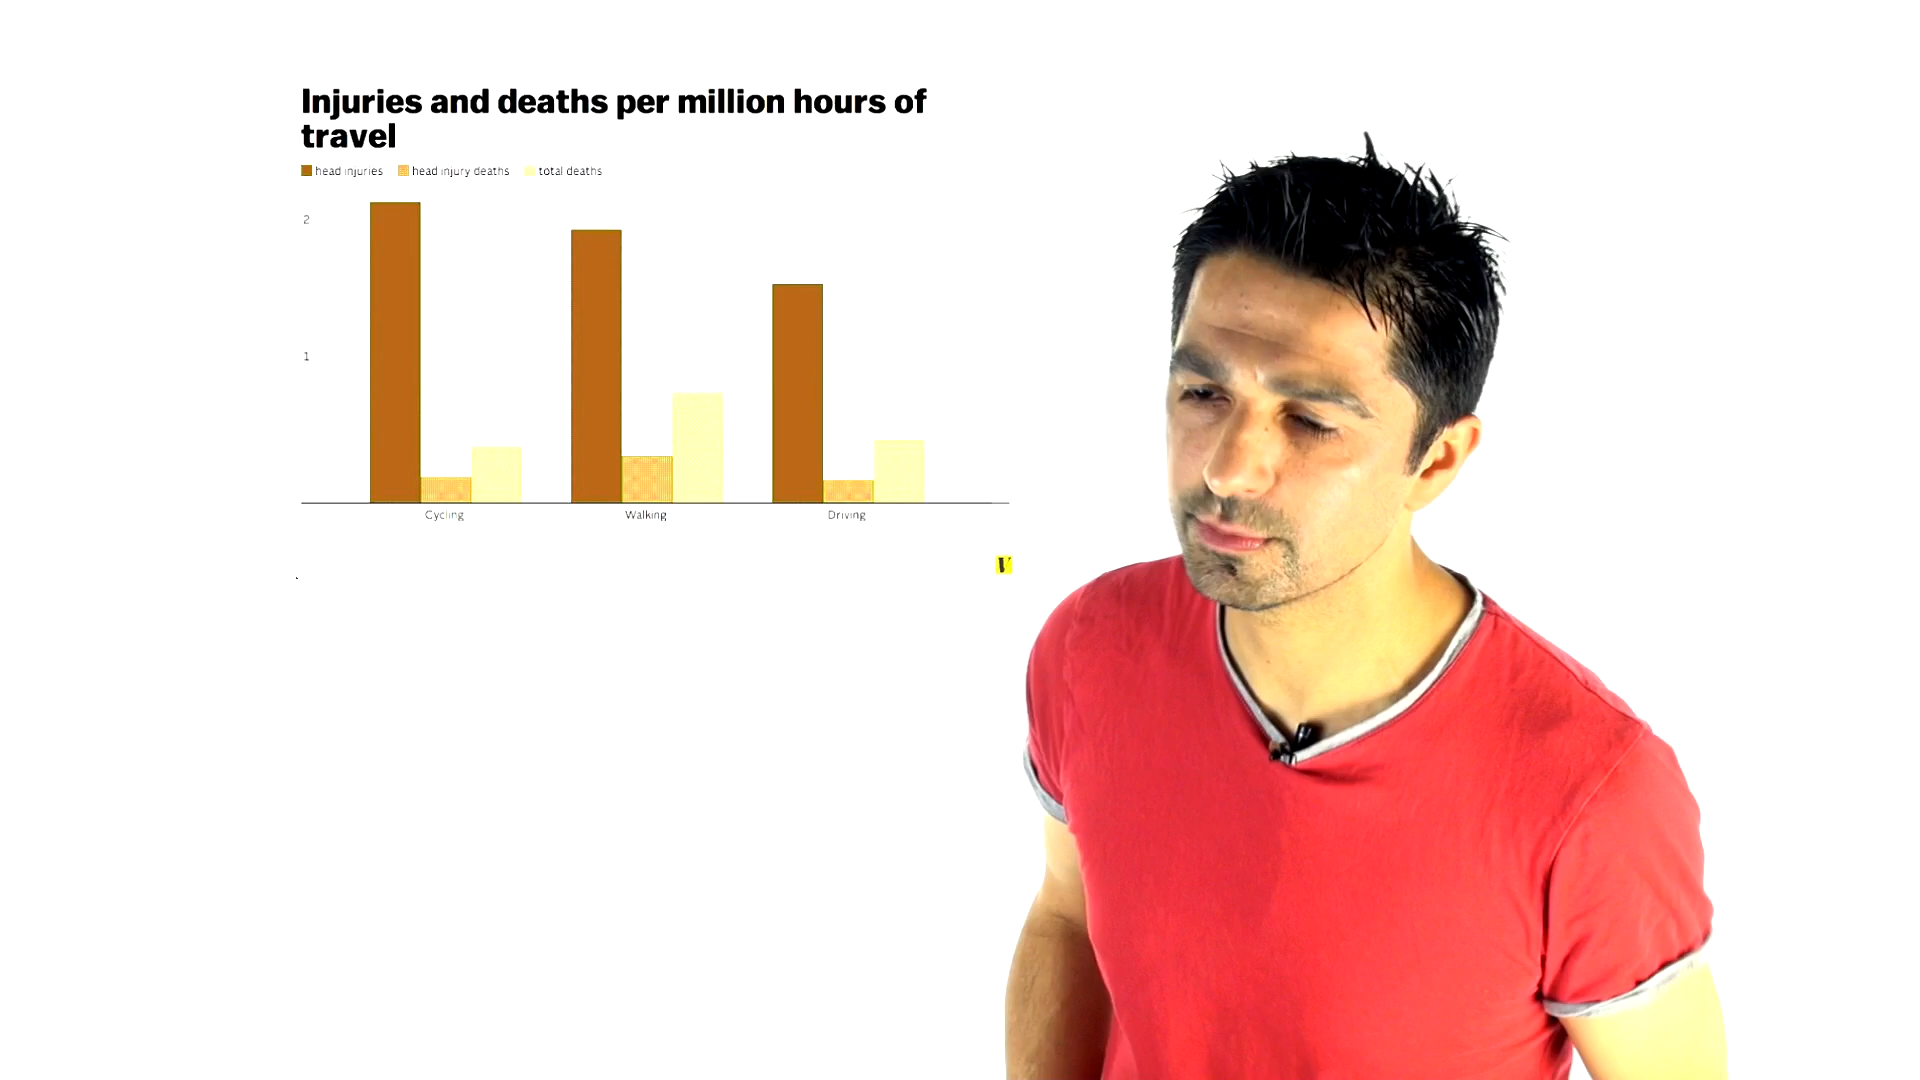 Injuries and deaths per million hours of
travel
head injuries head injury deaths total deaths
2
1
Cycling Walking Driving
V